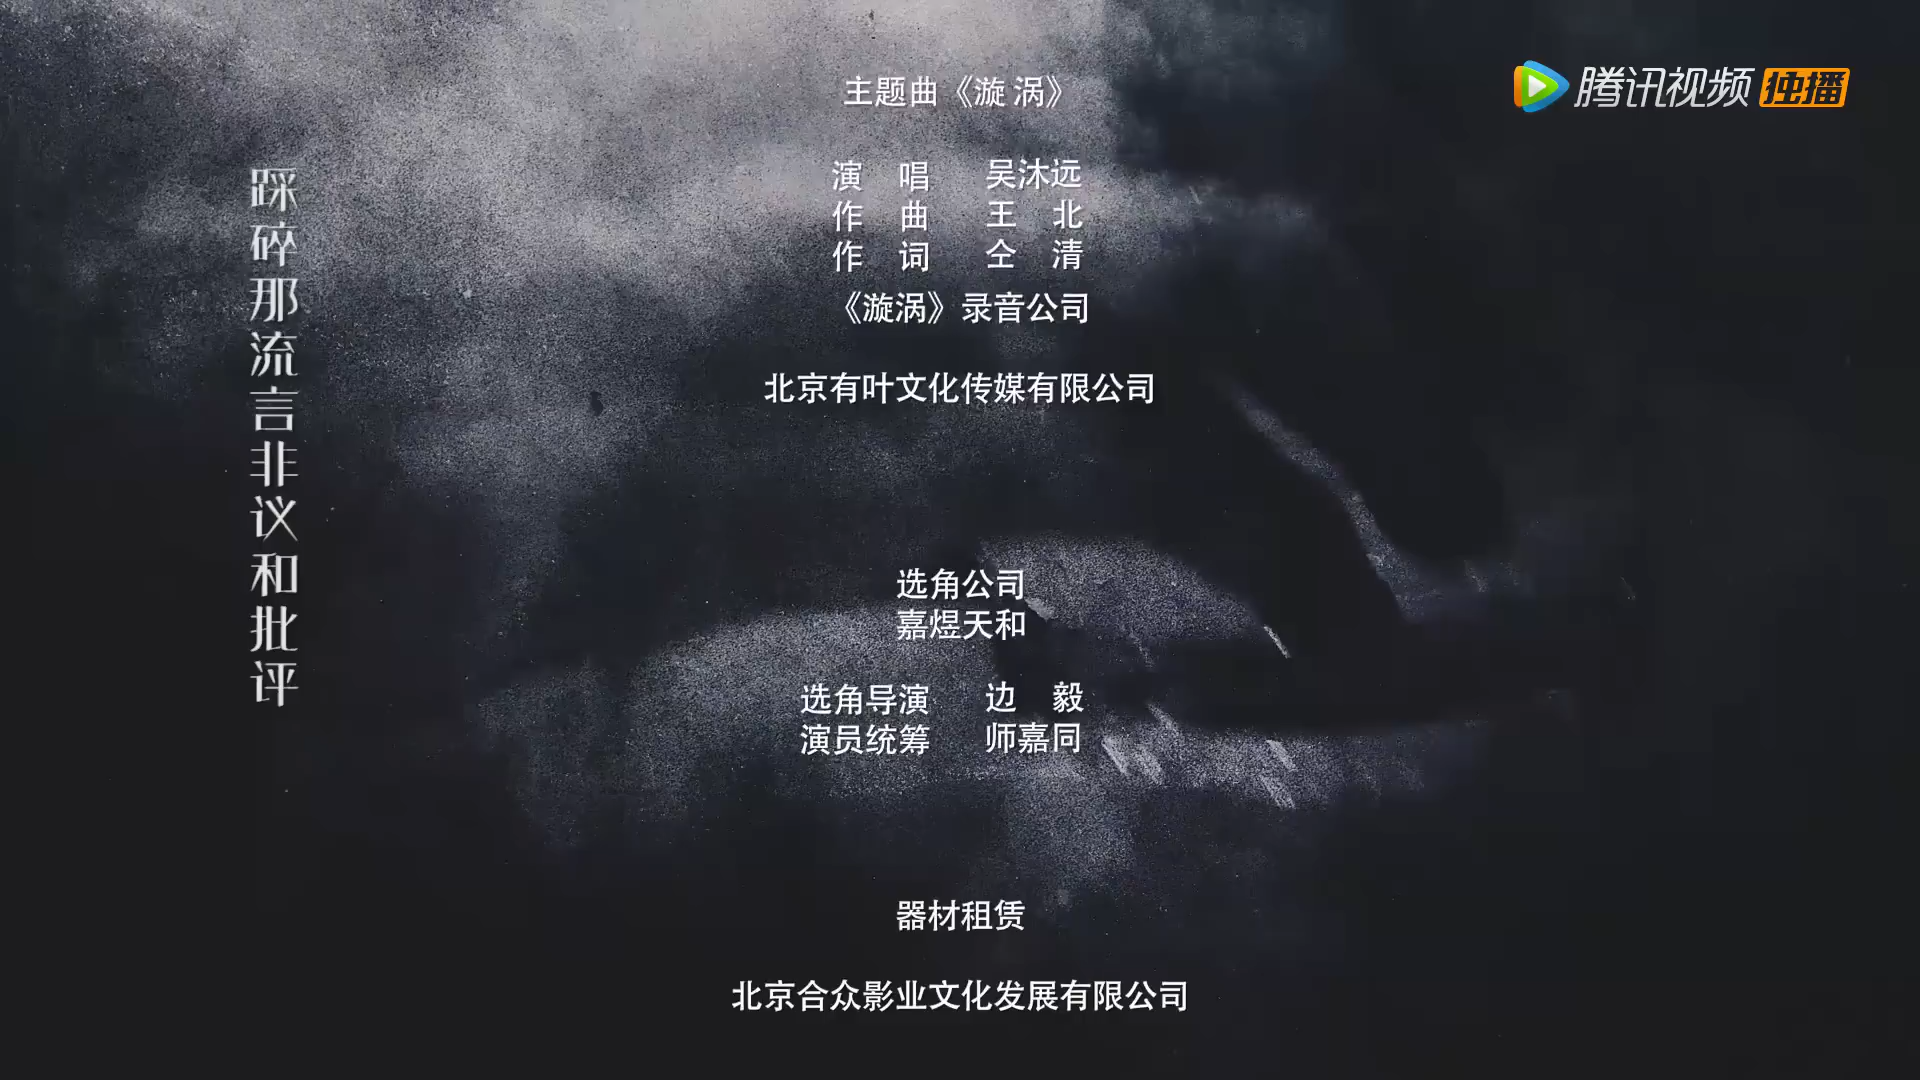 主题曲《漩涡》
腾讯视频 独播
踩碎那流言非议和批评
演 唱 吴沐远
作 曲 王 北
作 词 仝 清
《漩涡》录音公司
北京有叶文化传媒有限公司
选角公司
嘉煜天和
选角导演 边 毅
演员统筹 师嘉同
器材租赁
北京合众影业文化发展有限公司